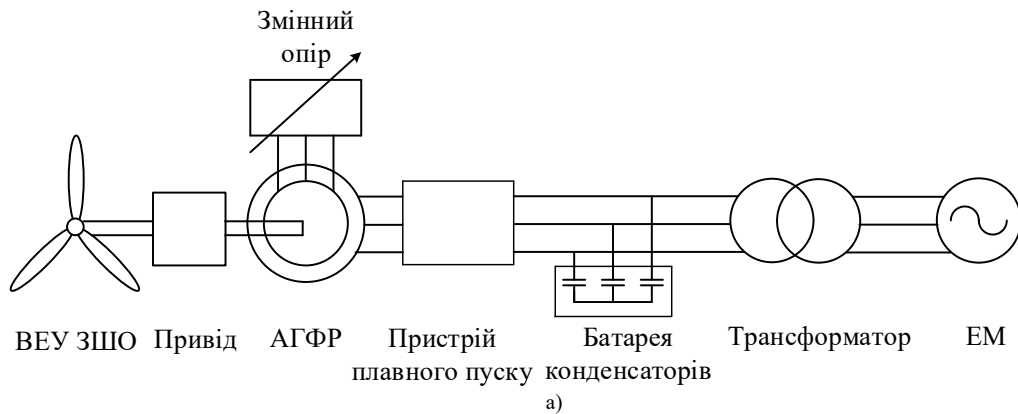 Змінний
опір
ВЕУ ЗШО Привід АГФР Пристрій Батарея Трансформатор ЕМ
плавного пуску конденсаторів
а)